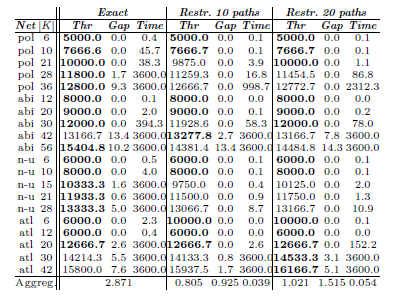 Exact Restr. 10 paths Restr. 20 paths
Net |K| Thr Gap Time Thr Gap Time Thr Gap Time
pol 6 5000.0 0.0 0.4 5000.0 0.0 0.1 5000.0 0.0 0.1
pol 10 7666.6 0.0 45.7 7666.7 0.0 0.1 7666.7 0.0 0.1
pol 21 10000.0 0.0 38.3 9875.0 0.0 3.9 10000.0 0.0 1.1
pol 28 11800.0 1.7 3600.0 11259.3 0.0 16.8 11454.5 0.0 86.8
pol 36 12800.0 9.3 3600.0 12666.7 0.0 998.7 12772.7 0.0 2312.3
abi 12 8000.0 0.0 0.1 8000.0 0.0 0.0 8000.0 0.0 0.0
abi 20 9000.0 0.0 2.0 9000.0 0.0 0.1 9000.0 0.0 0.2
abi 30 12000.0 0.0 394.3 11928.6 0.0 58.3 12000.0 0.0 78.0
abi 42 13166.7 13.4 3600.0 13277.8 2.7 3600.0 13166.7 7.8 3600.0
abi 56 15404.8 10.2 3600.0 14381.4 13.4 3600.0 14484.8 14.3 3600.0
n-u 6 6000.0 0.0 0.5 6000.0 0.0 0.1 6000.0 0.0 0.1
n-u 10 8000.0 0.0 4.0 8000.0 0.0 0.1 8000.0 0.0 0.1
n-u 15 10333.3 1.6 3600.0 9750.0 0.0 0.4 10125.0 0.0 2.0
n-u 21 11933.3 0.6 3600.0 11500.0 0.0 0.9 11750.0 0.0 1.3
n-u 28 13333.3 5.0 3600.0 13066.7 0.0 8.7 13166.7 0.0 10.9
atl 6 6000.0 0.0 2.3 10000.0 0.0 0.0 10000.0 0.0 0.1
atl 12 6000.0 0.0 0.4 6000.0 0.0 0.0 6000.0 0.0 0.1
atl 20 12666.7 2.6 3600.0 12666.7 0.0 2.6 12666.7 0.0 152.2
atl 30 14214.3 5.5 3600.0 14133.3 0.8 3600.0 14533.3 3.1 3600.0
atl 42 15800.0 7.6 3600.0 15937.5 1.7 3600.0 16166.7 5.1 3600.0
Aggreg. 2.871 0.805 0.925 0.039 1.021 1.515 0.054